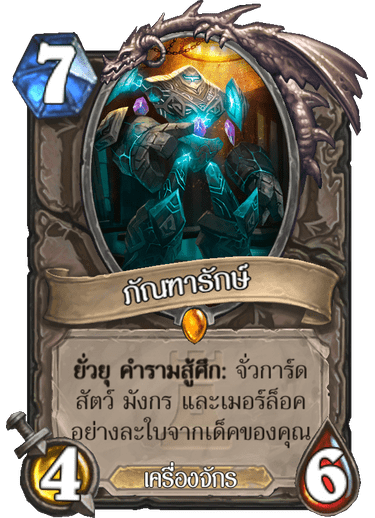 7
ภัณฑารักษ์
ยั่วยุ คำรามสู้ศึก: จั่วการ์ด
สัตว์ มังกร และเมอร์ล็อค
อย่างละใบจากเด็คของคุณ
4
เครื่องจักร
6